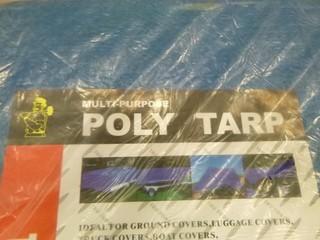 MULTI-PURPOSE
POLY TARP
IDEAL FOR GROUND COVERS, LUGGAGE COVERS,
TRUCK COVERS, BOAT COVERS.